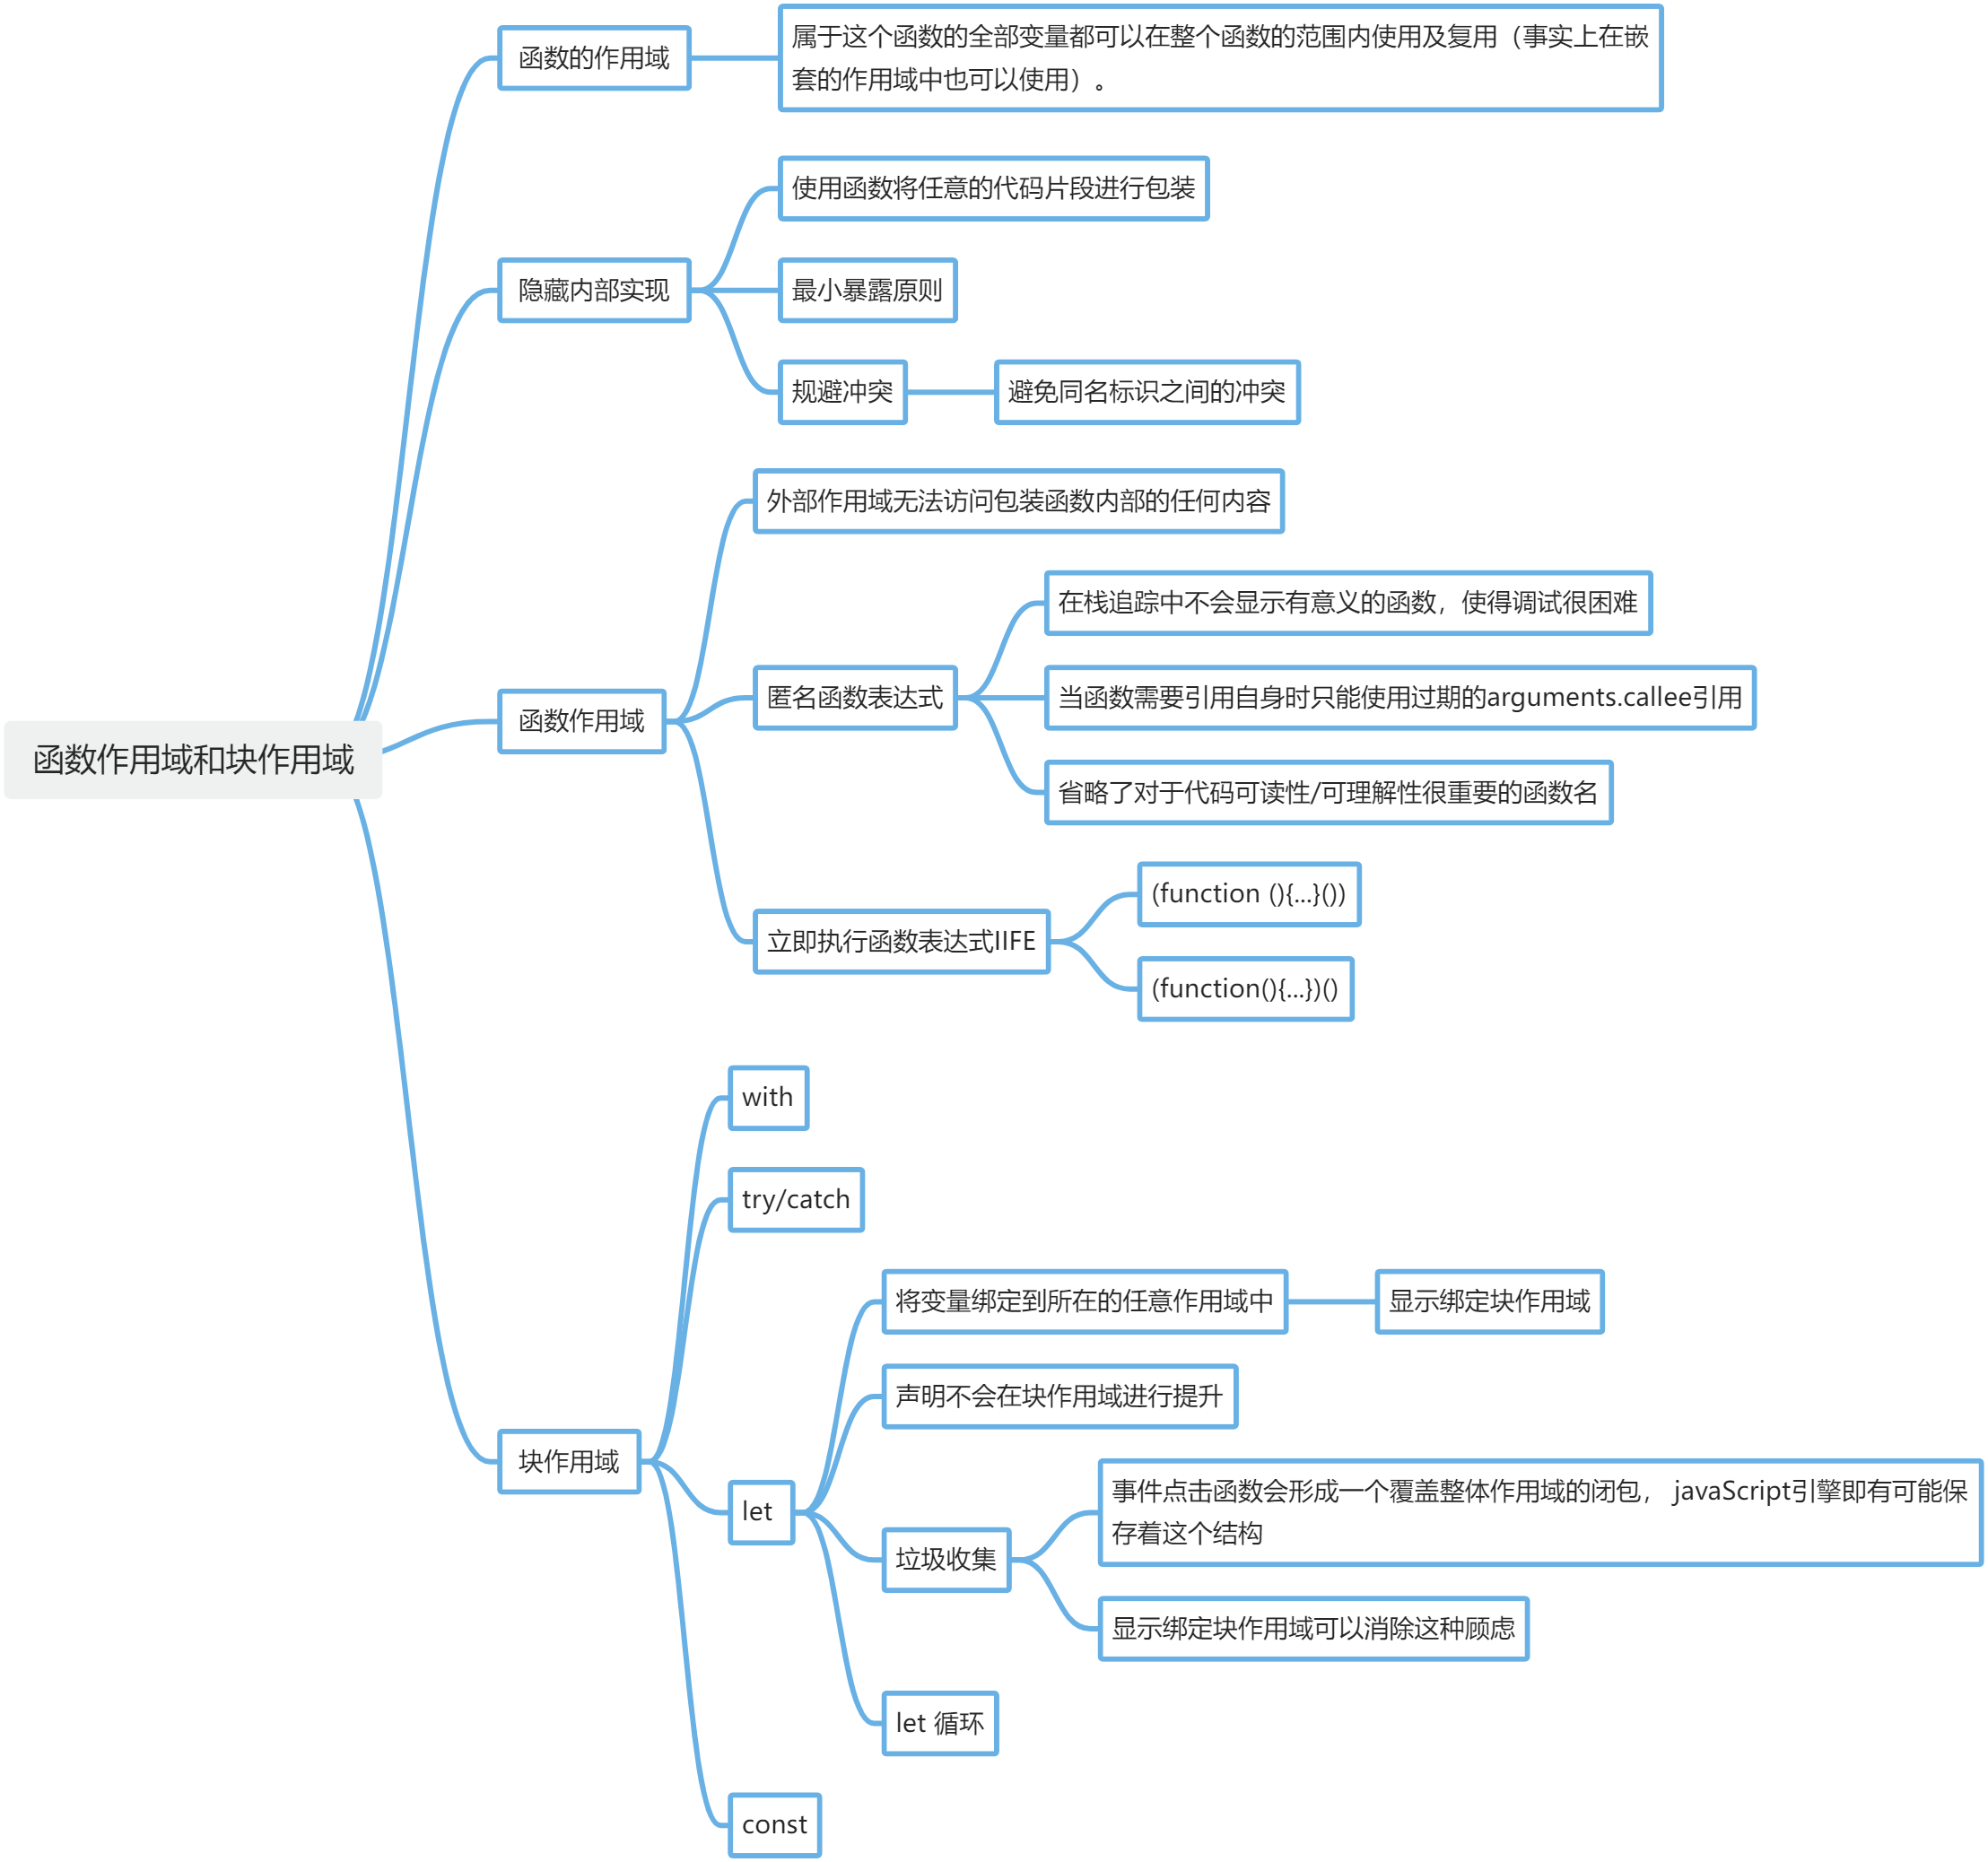 函数作用域和块作用域
函数的作用域
属于这个函数的全部变量都可以在整个函数的范围内使用及复用（事实上在嵌
套的作用域中也可以使用）。
隐藏内部实现
使用函数将任意的代码片段进行包装
最小暴露原则
规避冲突
避免同名标识之间的冲突
函数作用域
外部作用域无法访问包装函数内部的任何内容
匿名函数表达式
在栈追踪中不会显示有意义的函数，使得调试很困难
当函数需要引用自身时只能使用过期的arguments.callee引用
省略了对于代码可读性/可理解性很重要的函数名
立即执行函数表达式IIFE
(function (){...}())
(function(){...})()
块作用域
with
try/catch
let
将变量绑定到所在的任意作用域中
显示绑定块作用域
声明不会在块作用域进行提升
垃圾收集
事件点击函数会形成一个覆盖整体作用域的闭包， javaScript引擎即有可能保
存着这个结构
显示绑定块作用域可以消除这种顾虑
let 循环
const